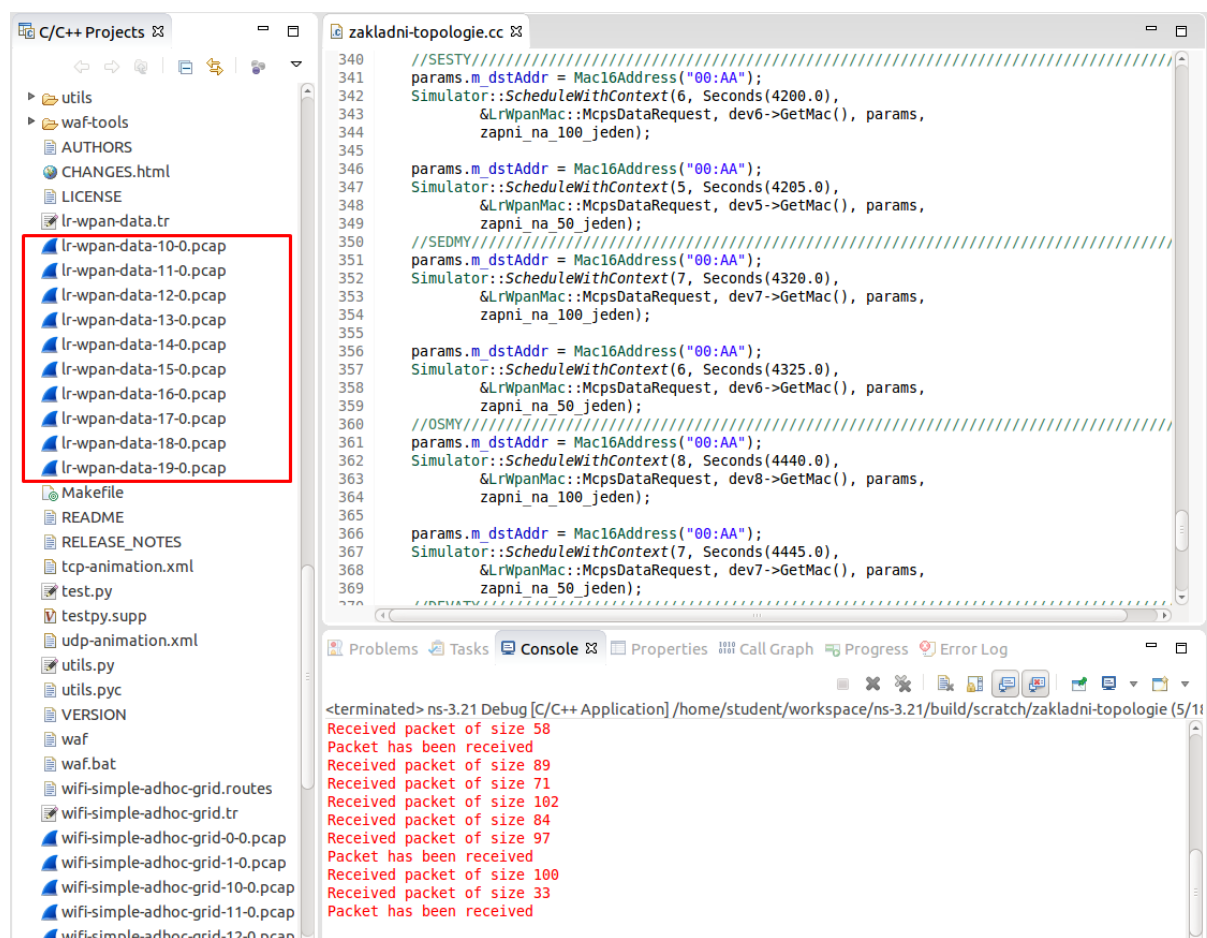 C/C++ Projects
utils
waf-tools
AUTHORS
CHANGES.html
LICENSE
lr-wpan-data.tr
lr-wpan-data-10-0.pcap
lr-wpan-data-11-0.pcap
lr-wpan-data-12-0.pcap
lr-wpan-data-13-0.pcap
lr-wpan-data-14-0.pcap
lr-wpan-data-15-0.pcap
lr-wpan-data-16-0.pcap
lr-wpan-data-17-0.pcap
lr-wpan-data-18-0.pcap
lr-wpan-data-19-0.pcap
Makefile
README
RELEASE_NOTES
tcp-animation.xml
test.py
testpy.supp
udp-animation.xml
utils.py
utils.pyc
VERSION
waf
waf.bat
wifi-simple-adhoc-grid.routes
wifi-simple-adhoc-grid.tr
wifi-simple-adhoc-grid-0-0.pcap
wifi-simple-adhoc-grid-1-0.pcap
wifi-simple-adhoc-grid-10-0.pcap
wifi-simple-adhoc-grid-11-0.pcap
wifi-simple-adhoc-grid-12-0.pcap
zakladni-topologie.cc
340 //SESTY//////////////////////////////////////////////////////////////////////////////////
341 params.m_dstAddr = Mac16Address("00:AA");
342 Simulator::ScheduleWithContext(6, Seconds(4200.0),
343 &LrWpanMac::McpsDataRequest, dev6->GetMac(), params,
344 zapni_na_100_jeden);
345
346 params.m_dstAddr = Mac16Address("00:AA");
347 Simulator::ScheduleWithContext(5, Seconds(4205.0),
348 &LrWpanMac::McpsDataRequest, dev5->GetMac(), params,
349 zapni_na_50_jeden);
350 //SEDMY//////////////////////////////////////////////////////////////////////////////////
351 params.m_dstAddr = Mac16Address("00:AA");
352 Simulator::ScheduleWithContext(7, Seconds(4320.0),
353 &LrWpanMac::McpsDataRequest, dev7->GetMac(), params,
354 zapni_na_100_jeden);
355
356 params.m_dstAddr = Mac16Address("00:AA");
357 Simulator::ScheduleWithContext(6, Seconds(4325.0),
358 &LrWpanMac::McpsDataRequest, dev6->GetMac(), params,
359 zapni_na_50_jeden);
360 //OSMY///////////////////////////////////////////////////////////////////////////////////
361 params.m_dstAddr = Mac16Address("00:AA");
362 Simulator::ScheduleWithContext(8, Seconds(4440.0),
363 &LrWpanMac::McpsDataRequest, dev8->GetMac(), params,
364 zapni_na_100_jeden);
365
366 params.m_dstAddr = Mac16Address("00:AA");
367 Simulator::ScheduleWithContext(7, Seconds(4445.0),
368 &LrWpanMac::McpsDataRequest, dev7->GetMac(), params,
369 zapni_na_50_jeden);
Problems Tasks Console Properties Call Graph Progress Error Log
<terminated> ns-3.21 Debug [C/C++ Application] /home/student/workspace/ns-3.21/build/scratch/zakladni-topologie (5/18
Received packet of size 58
Packet has been received
Received packet of size 89
Received packet of size 71
Received packet of size 102
Received packet of size 84
Received packet of size 97
Packet has been received
Received packet of size 100
Received packet of size 33
Packet has been received